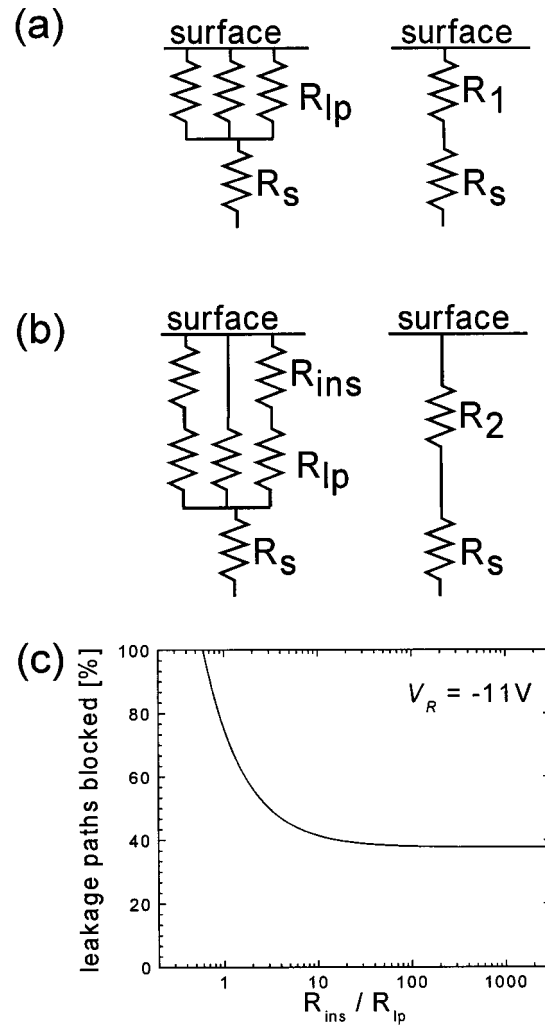 (a)
surface surface
R_lp R_1
R_s R_s
(b)
surface surface
R_ins
R_2
R_lp
R_s R_s
(c)
leakage paths blocked [%]
100
80
60
40
20
0
V_R = -11V
1 10 100 1000
R_ins / R_lp